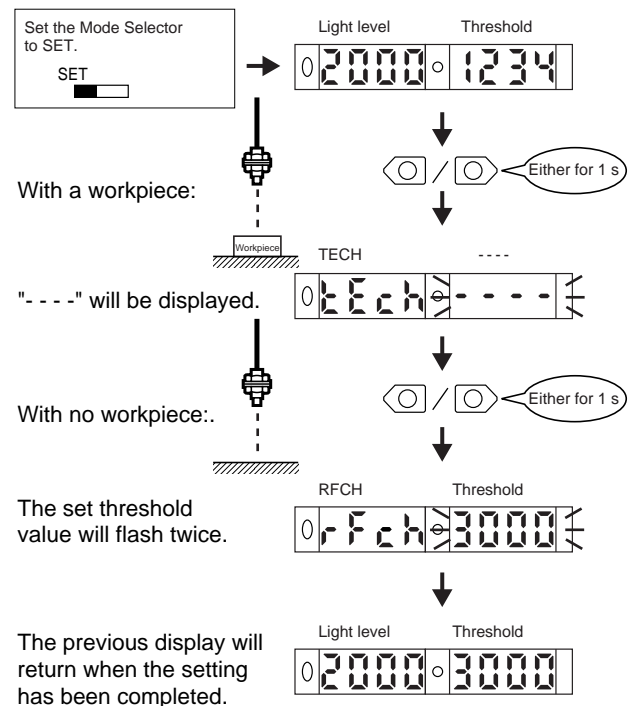 Set the Mode Selector
to SET.
SET
Light level Threshold
2000 1234
Either for 1 s
With a workpiece:
Workpiece
TECH - - - -
"- - - -" will be displayed.
tEch - - - -
Either for 1 s
With no workpiece:.
RFCH Threshold
The set threshold
value will flash twice.
rFch 3000
Light level Threshold
The previous display will
return when the setting
has been completed.
2000 3000